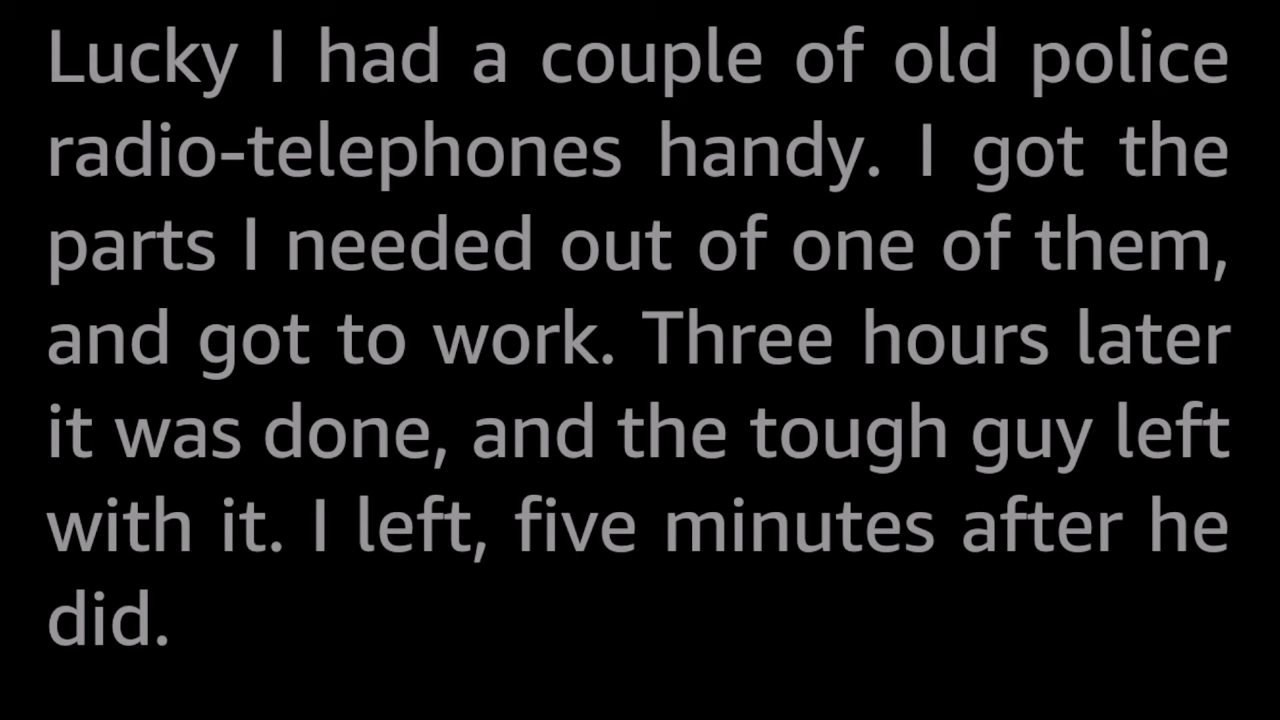 Lucky I had a couple of old police
radio-telephones handy. I got the
parts I needed out of one of them,
and got to work. Three hours later
it was done, and the tough guy left
with it. I left, five minutes after he
did.